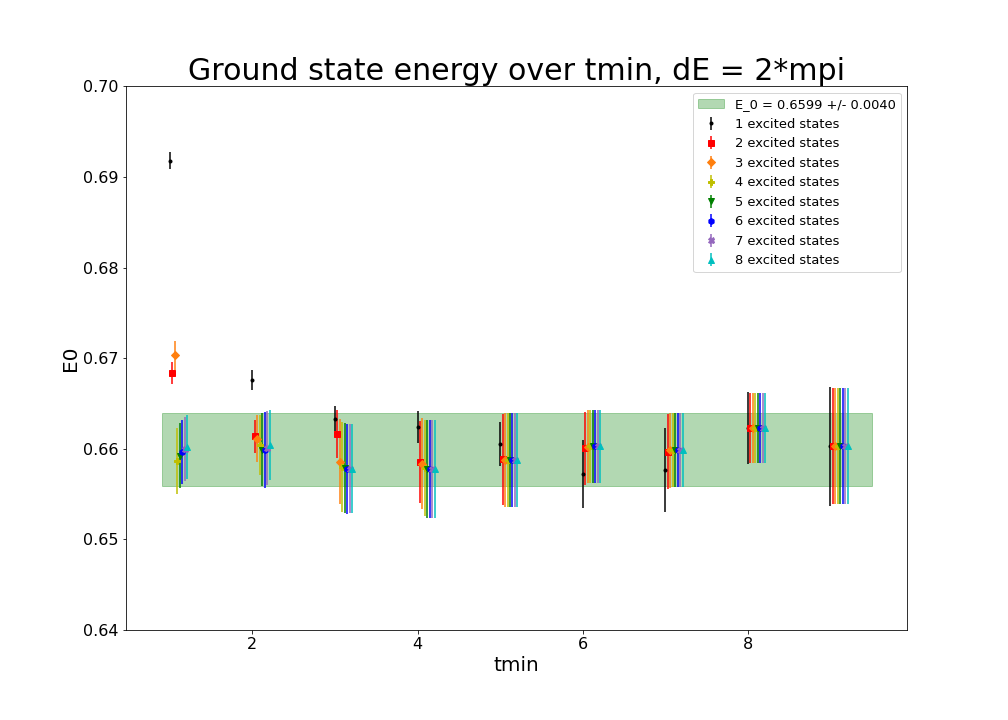 Ground state energy over tmin, dE = 2*mpi
0.70
0.69
0.68
0.67
0.66
0.65
0.64
E0
2
4
6
8
tmin
E_0 = 0.6599 +/- 0.0040
1 excited states
2 excited states
3 excited states
4 excited states
5 excited states
6 excited states
7 excited states
8 excited states